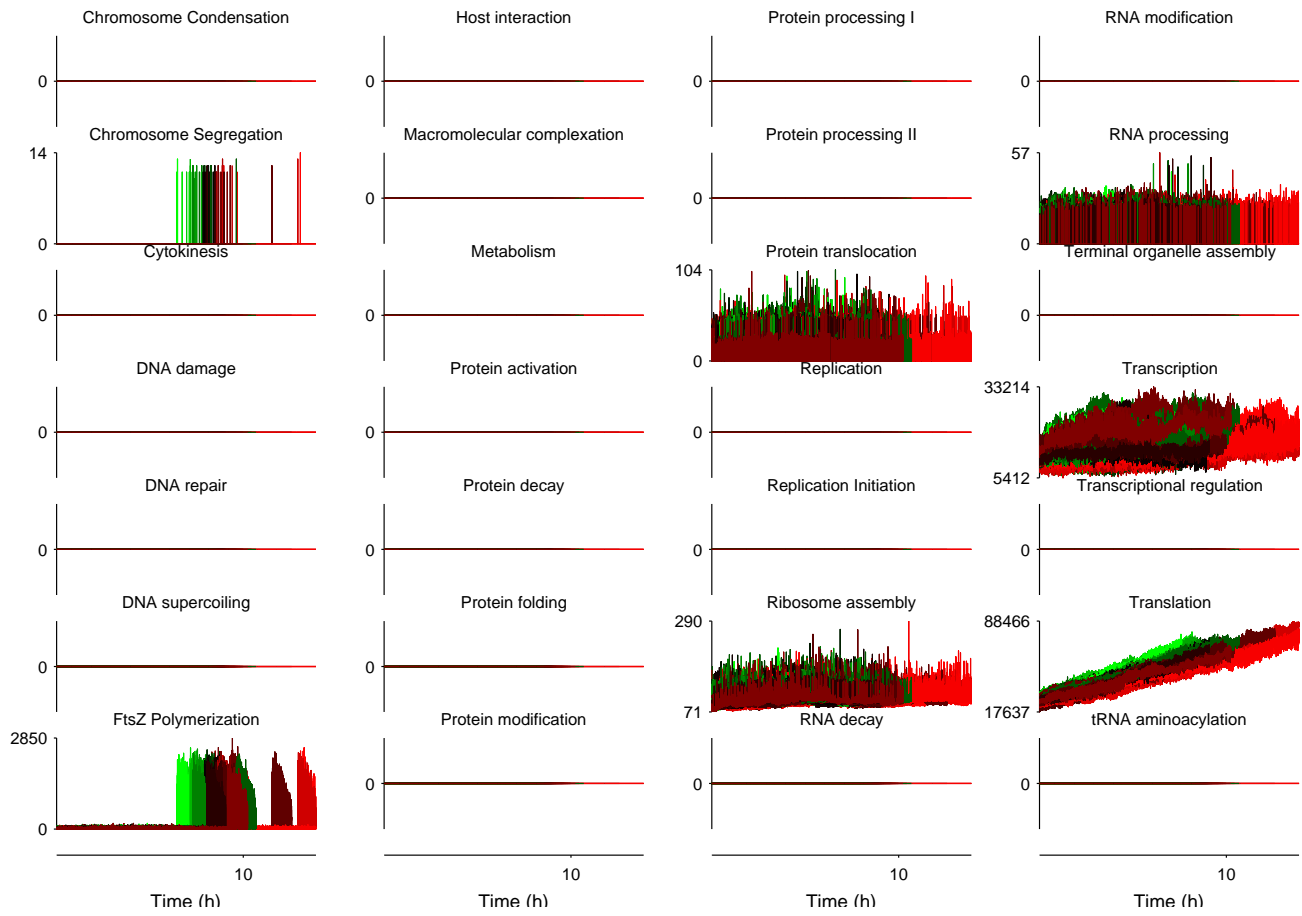 Chromosome Condensation
Host interaction
Protein processing I
RNA modification
0
0
0
0
Chromosome Segregation
Macromolecular complexation
Protein processing II
RNA processing
14
0
0
0
57
0
Cytokinesis
Metabolism
Protein translocation
Terminal organelle assembly
0
0
104
0
0
DNA damage
Protein activation
Replication
Transcription
0
0
0
33214
5412
DNA repair
Protein decay
Replication Initiation
Transcriptional regulation
0
0
0
0
DNA supercoiling
Protein folding
Ribosome assembly
Translation
0
0
290
71
88466
17637
FtsZ Polymerization
Protein modification
RNA decay
tRNA aminoacylation
2850
0
0
0
0
10
10
10
10
Time (h)
Time (h)
Time (h)
Time (h)